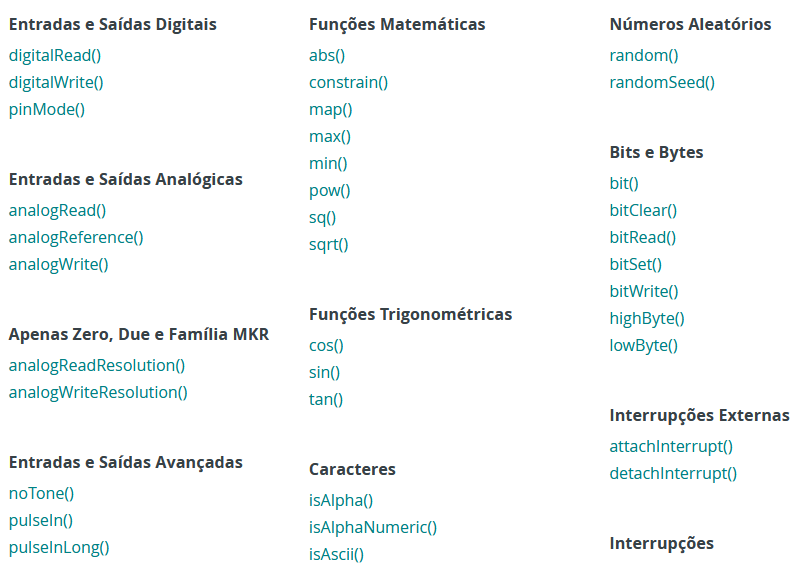 Entradas e Saídas Digitais
digitalRead()
digitalWrite()
pinMode()
Entradas e Saídas Analógicas
analogRead()
analogReference()
analogWrite()
Apenas Zero, Due e Família MKR
analogReadResolution()
analogWriteResolution()
Entradas e Saídas Avançadas
noTone()
pulseIn()
pulseInLong()
Funções Matemáticas
abs()
constrain()
map()
max()
min()
pow()
sq()
sqrt()
Funções Trigonométricas
cos()
sin()
tan()
Caracteres
isAlpha()
isAlphaNumeric()
isAscii()
Números Aleatórios
random()
randomSeed()
Bits e Bytes
bit()
bitClear()
bitRead()
bitSet()
bitWrite()
highByte()
lowByte()
Interrupções Externas
attachInterrupt()
detachInterrupt()
Interrupções